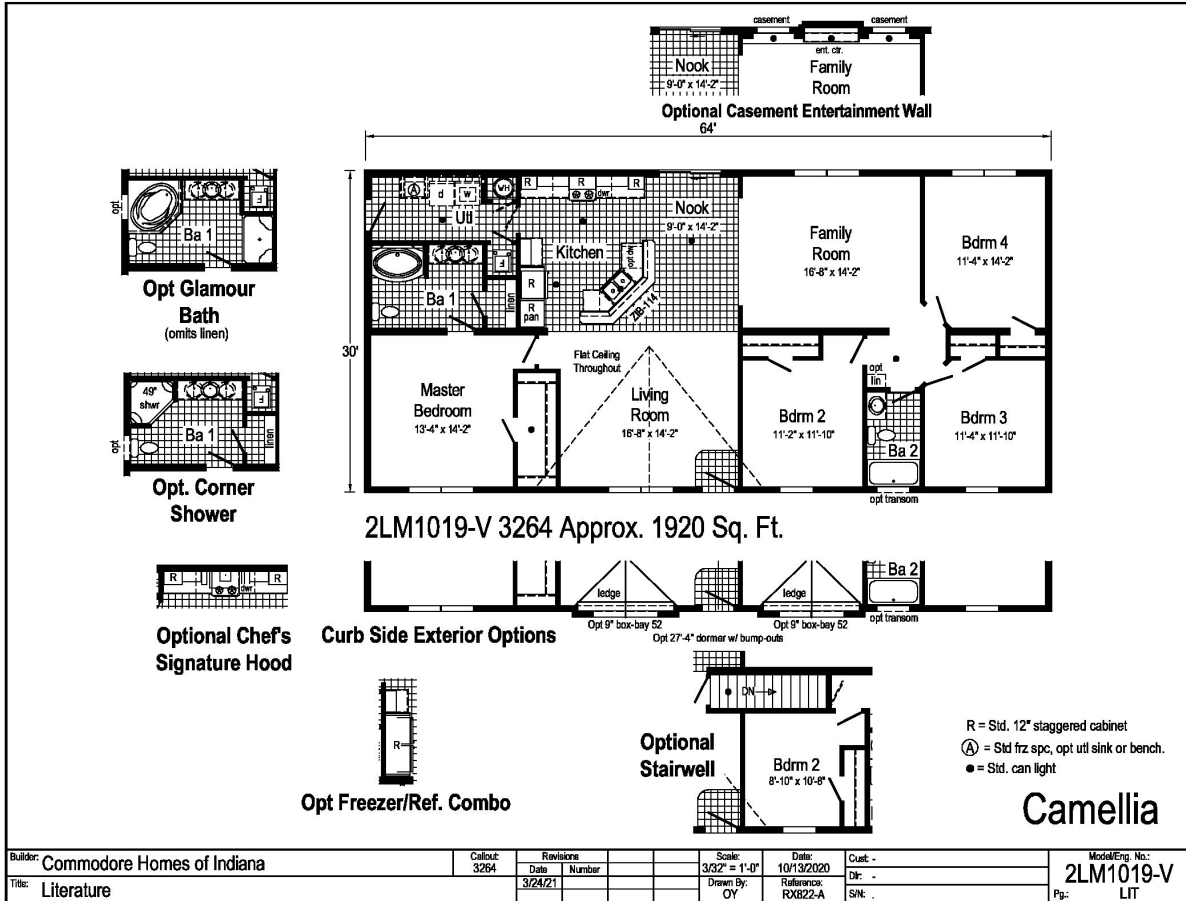 casement
casement
ent. ctr.
Nook
9'-0" x 14'-2"
Family
Room
Optional Casement Entertainment Wall
64'
opt
F
Ba 1
Opt Glamour
Bath
(omits linen)
A
d
w
WH
Utl
R
R
R
dwr
Nook
9'-0" x 14'-2"
Kitchen
opt dw
F
Ba 1
linen
R
R
pan
ZIB-114
Family
Room
16'-8" x 14'-2"
Bdrm 4
11'-4" x 14'-2"
30'
49"
shwr
F
Ba 1
linen
opt
Opt. Corner
Shower
Flat Ceiling
Throughout
Master
Bedroom
13'-4" x 14'-2"
Living
Room
16'-8" x 14'-2"
Bdrm 2
11'-2" x 11'-10"
opt
lin
Ba 2
Bdrm 3
11'-4" x 11'-10"
opt transom
2LM1019-V 3264 Approx. 1920 Sq. Ft.
R
R
dwr
Optional Chef's
Signature Hood
ledge
ledge
Ba 2
Opt 9" box-bay 52
Opt 9" box-bay 52
opt transom
Curb Side Exterior Options
Opt 27'-4" dormer w/ bump-outs
R
Opt Freezer/Ref. Combo
DN
Optional
Stairwell
Bdrm 2
8'-10" x 10'-8"
R = Std. 12" staggered cabinet
A = Std frz spc, opt utl sink or bench.
● = Std. can light
Camellia
Builder: Commodore Homes of Indiana
Title: Literature
Callout:
3264
Revisions
Date Number
3/24/21
Scale:
3/32" = 1'-0"
Drawn By:
OY
Date:
10/13/2020
Reference:
RX822-A
Cust: -
Dlr: -
S/N: .
Model/Eng. No.:
2LM1019-V
Pg.: LIT